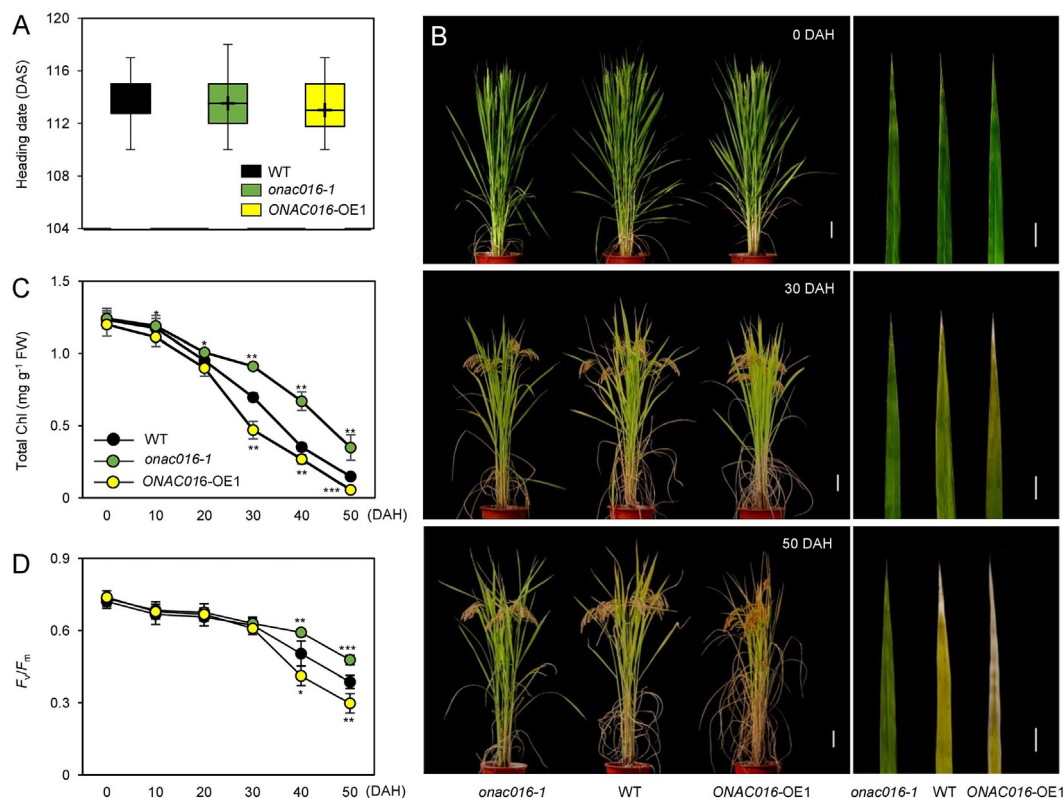 A
Heading date (DAS)
120
116
112
108
104
WT
onac016-1
ONAC016-OE1
B
0 DAH
30 DAH
50 DAH
onac016-1 WT ONAC016-OE1 onac016-1 WT ONAC016-OE1
C
Total Chl (mg g⁻¹ FW)
1.5
1.0
0.5
0
* * ** ** **
** ** ***
WT
onac016-1
ONAC016-OE1
0 10 20 30 40 50 (DAH)
D
Fv/Fm
0.9
0.6
0.3
0
** ***
* **
0 10 20 30 40 50 (DAH)